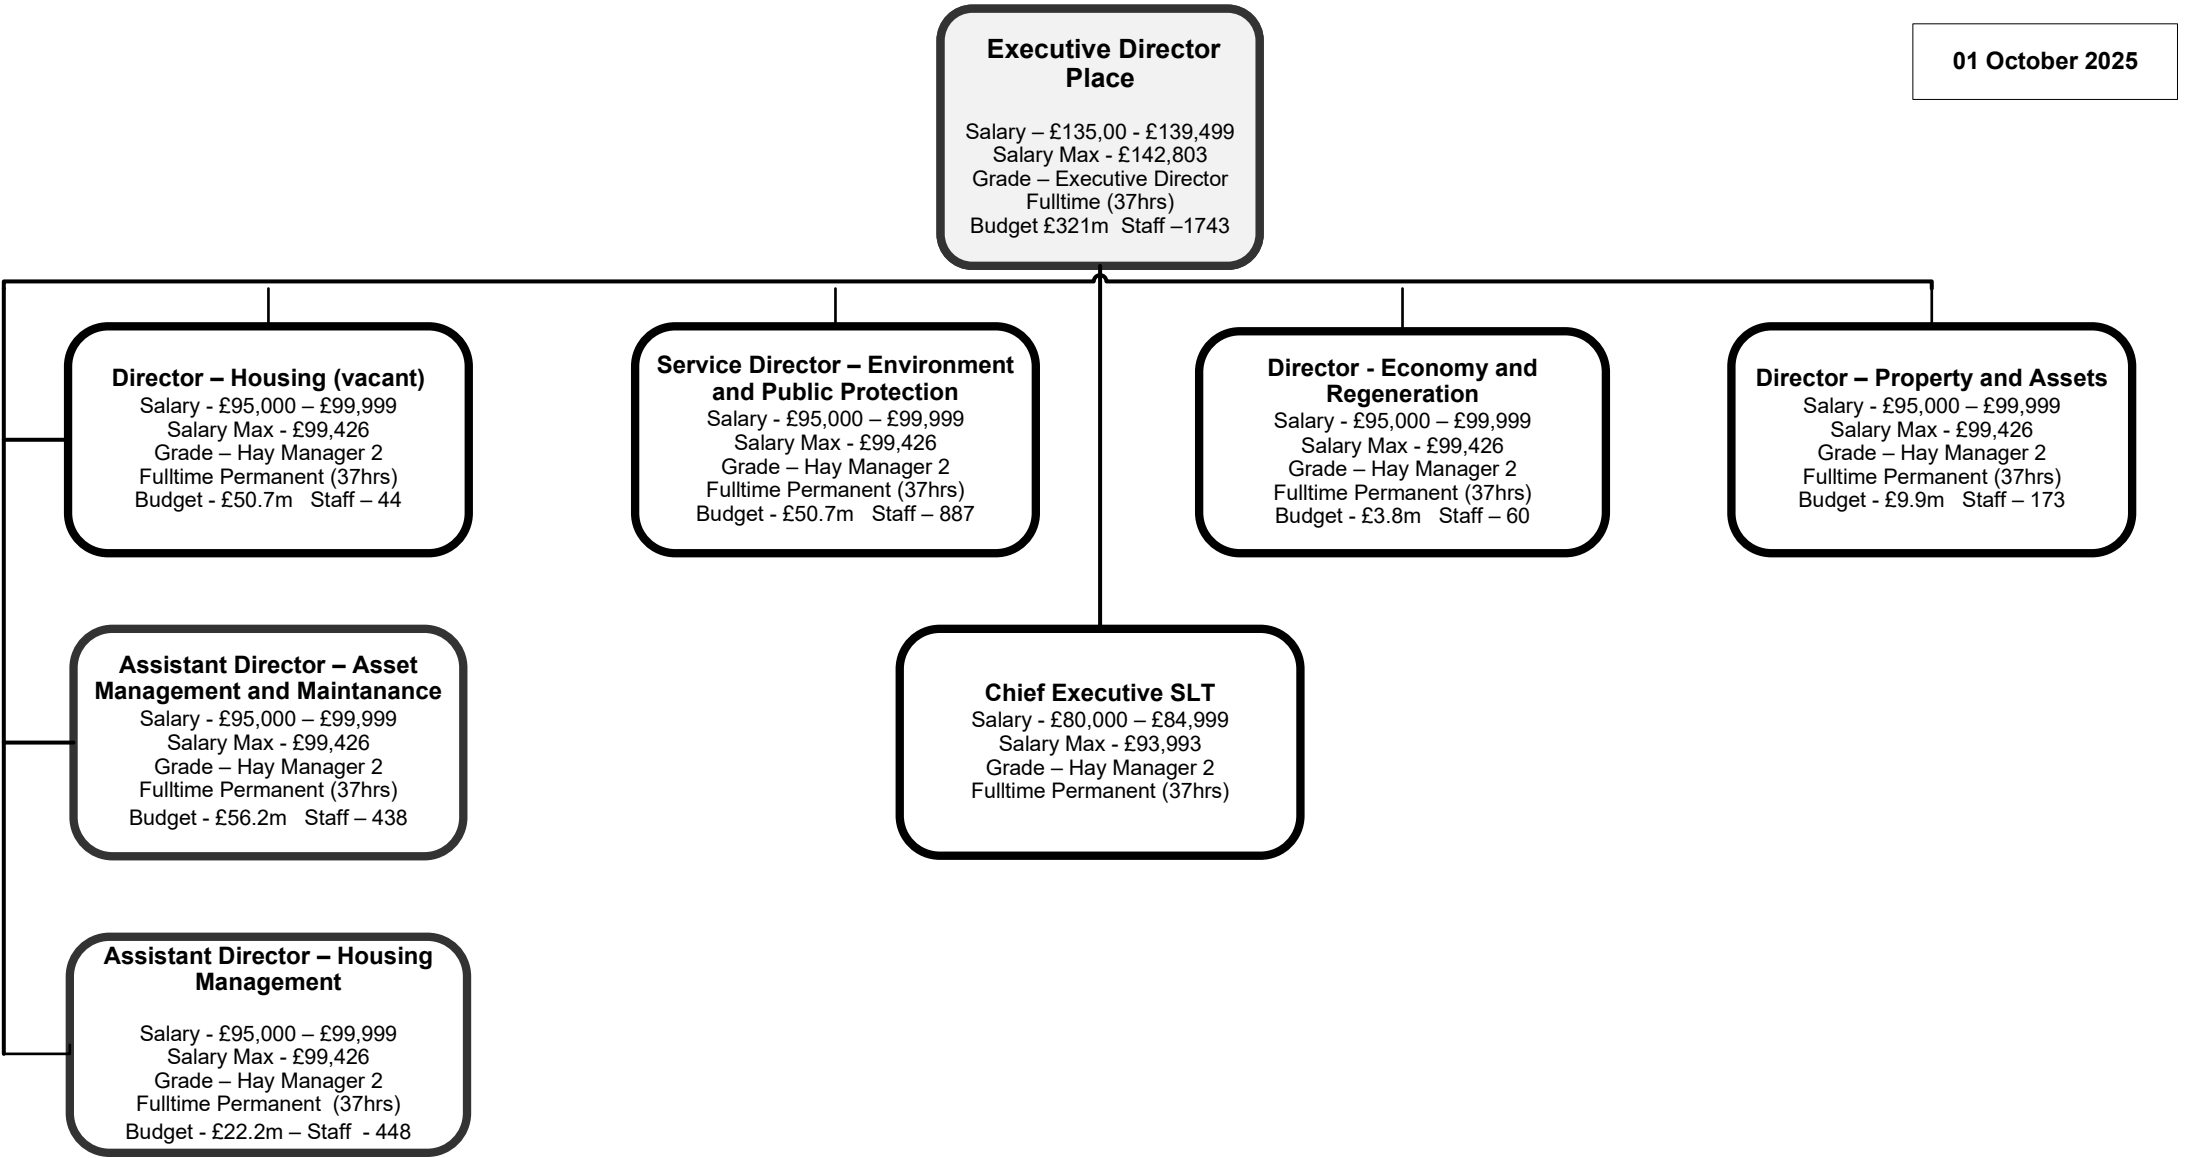 Executive Director
Place
Salary – £135,00 - £139,499
Salary Max - £142,803
Grade – Executive Director
Fulltime (37hrs)
Budget £321m  Staff –1743
01 October 2025
Director – Housing (vacant)
Salary - £95,000 – £99,999
Salary Max - £99,426
Grade – Hay Manager 2
Fulltime Permanent (37hrs)
Budget - £50.7m   Staff – 44
Service Director – Environment
and Public Protection
Salary - £95,000 – £99,999
Salary Max - £99,426
Grade – Hay Manager 2
Fulltime Permanent (37hrs)
Budget - £50.7m   Staff – 887
Director - Economy and
Regeneration
Salary - £95,000 – £99,999
Salary Max - £99,426
Grade – Hay Manager 2
Fulltime Permanent (37hrs)
Budget - £3.8m   Staff – 60
Director – Property and Assets
Salary - £95,000 – £99,999
Salary Max - £99,426
Grade – Hay Manager 2
Fulltime Permanent (37hrs)
Budget - £9.9m   Staff – 173
Assistant Director – Asset
Management and Maintanance
Salary - £95,000 – £99,999
Salary Max - £99,426
Grade – Hay Manager 2
Fulltime Permanent (37hrs)
Budget - £56.2m   Staff – 438
Chief Executive SLT
Salary - £80,000 – £84,999
Salary Max - £93,993
Grade – Hay Manager 2
Fulltime Permanent (37hrs)
Assistant Director – Housing
Management
Salary - £95,000 – £99,999
Salary Max - £99,426
Grade – Hay Manager 2
Fulltime Permanent  (37hrs)
Budget - £22.2m – Staff  - 448